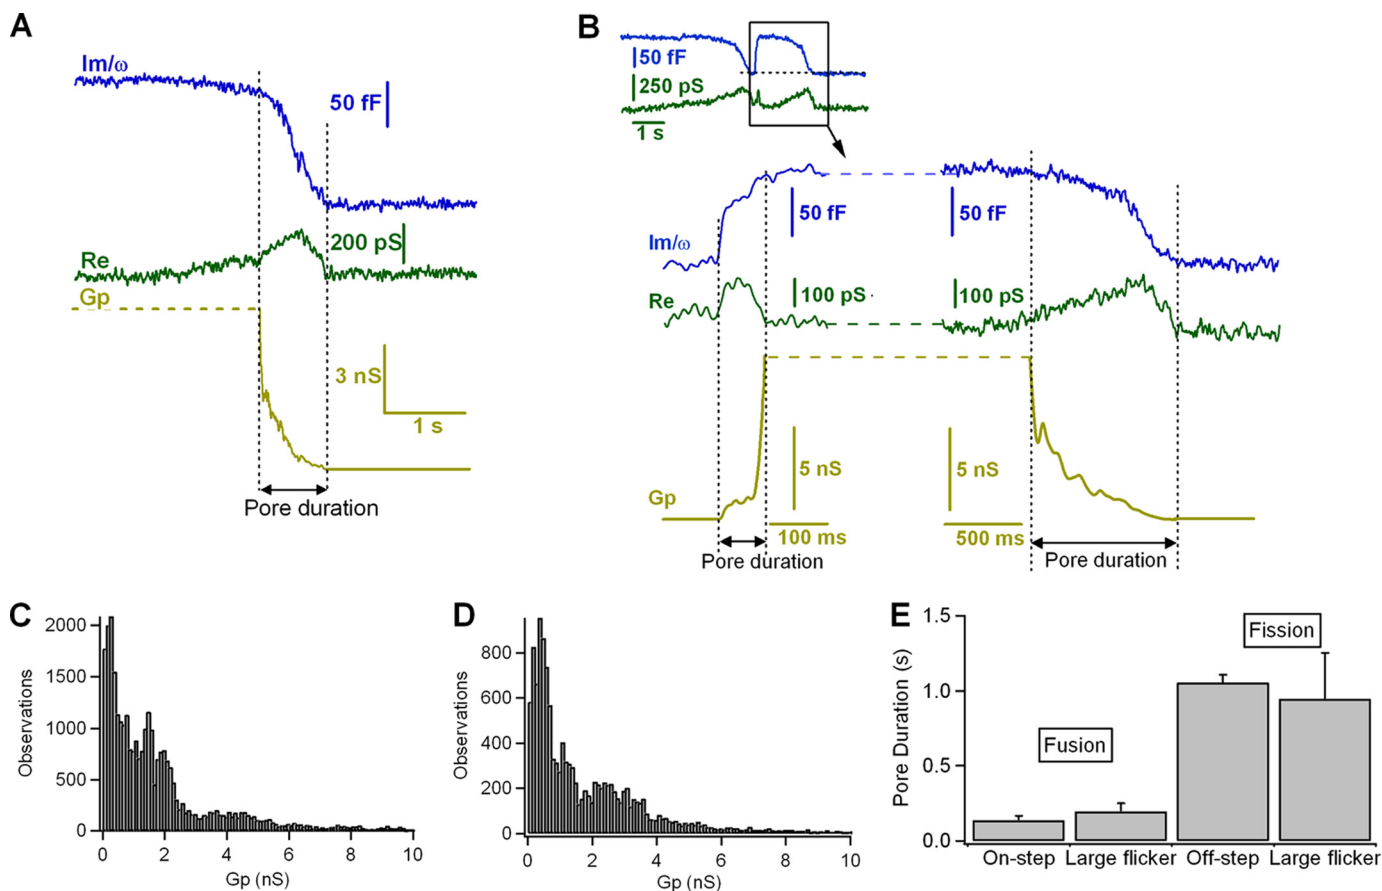 A
Im/ω
50 fF
Re
200 pS
Gp
3 nS
1 s
Pore duration
B
50 fF
250 pS
1 s
Im/ω
50 fF
50 fF
Re
100 pS
100 pS
Gp
5 nS
5 nS
100 ms
500 ms
Pore duration
Pore duration
C
Observations
2000
1500
1000
500
0
0 2 4 6 8 10
Gp (nS)
D
Observations
800
600
400
200
0
0 2 4 6 8 10
Gp (nS)
E
Pore Duration (s)
1.5
1.0
0.5
0.0
Fusion
Fission
On-step Large flicker Off-step Large flicker